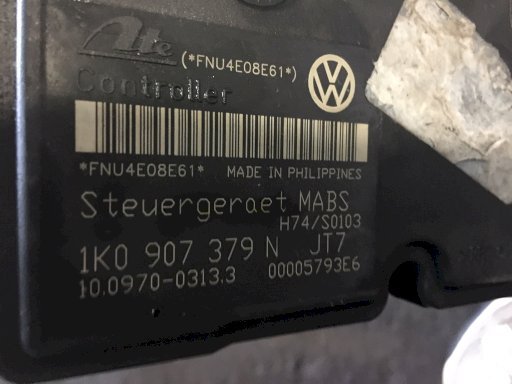 Ate (*FNU4E08E61*)
Controller
*FNU4E08E61* MADE IN PHILIPPINES
Steuergeraet MABS
H74/S0103
1K0 907 379 N JT7
10.0970-0313.3 00005793E6